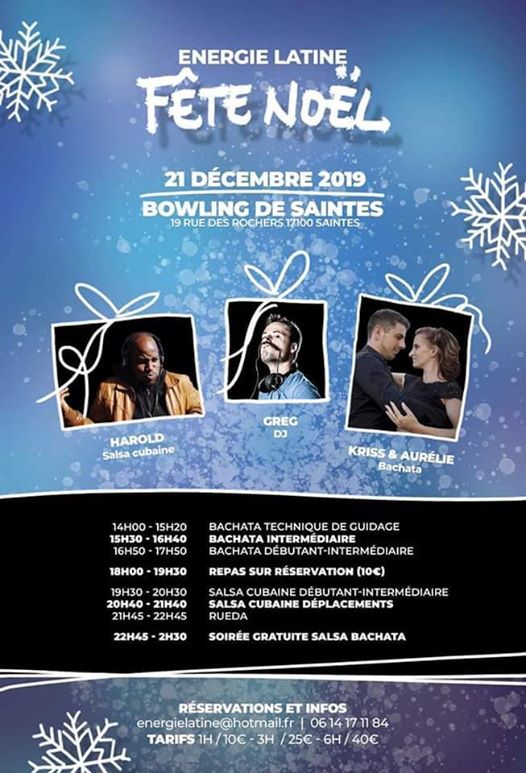 ENERGIE LATINE
FÊTE NOËL
21 DÉCEMBRE 2019
BOWLING DE SAINTES
19 RUE DES ROCHERS 17100 SAINTES
HAROLD
Salsa cubaine
GREG
DJ
KRISS & AURÉLIE
Bachata
14H00 - 15H20 BACHATA TECHNIQUE DE GUIDAGE
15H30 - 16H40 BACHATA INTERMÉDIAIRE
16H50 - 17H50 BACHATA DÉBUTANT-INTERMÉDIAIRE
18H00 - 19H30 REPAS SUR RÉSERVATION (10€)
19H30 - 20H30 SALSA CUBAINE DÉBUTANT-INTERMÉDIAIRE
20H40 - 21H40 SALSA CUBAINE DÉPLACEMENTS
21H45 - 22H45 RUEDA
22H45 - 2H30 SOIRÉE GRATUITE SALSA BACHATA
RÉSERVATIONS ET INFOS
energielatine@hotmail.fr | 06 14 17 11 84
TARIFS 1H / 10€ - 3H / 25€ - 6H / 40€